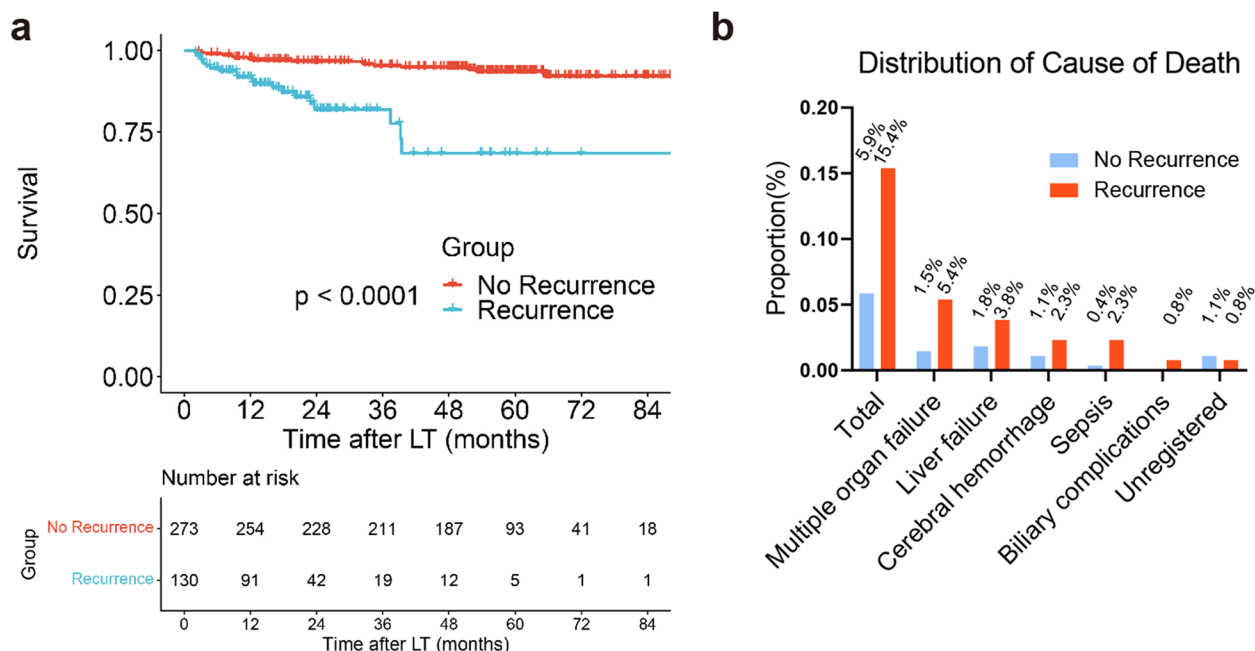 a
1.00
0.75
0.50
0.25
0.00
Survival
p < 0.0001
Group
No Recurrence
Recurrence
0 12 24 36 48 60 72 84
Time after LT (months)
Number at risk
Group
No Recurrence 273 254 228 211 187 93 41 18
Recurrence 130 91 42 19 12 5 1 1
0 12 24 36 48 60 72 84
Time after LT (months)
b
Distribution of Cause of Death
Proportion(%)
0.20
0.15
0.10
0.05
0.00
No Recurrence
Recurrence
5.9%
15.4%
1.5%
5.4%
1.8%
3.8%
1.1%
2.3%
0.4%
2.3%
0.8%
1.1%
0.8%
Total
Multiple organ failure
Liver failure
Cerebral hemorrhage
Sepsis
Biliary complications
Unregistered